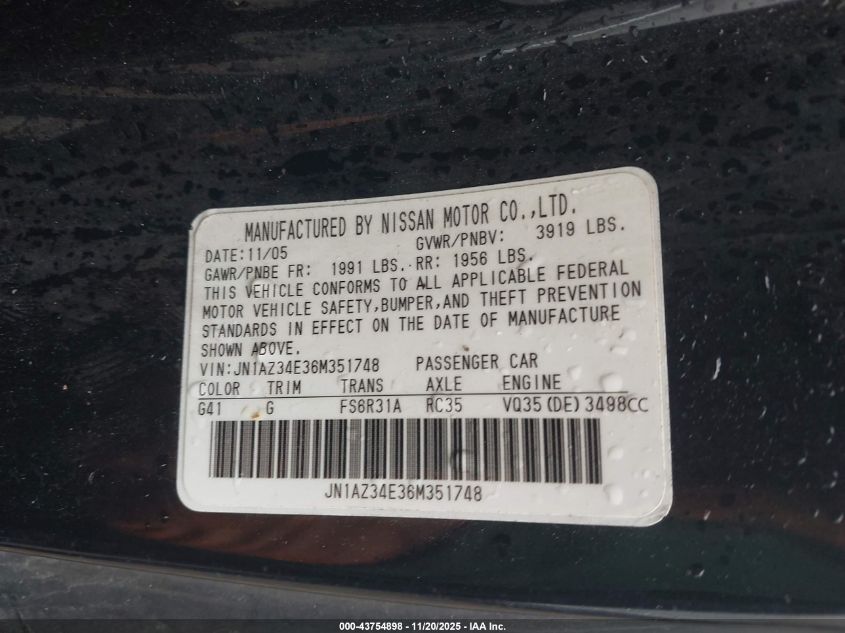 MANUFACTURED BY NISSAN MOTOR CO.,LTD.
DATE:11/05 GVWR/PNBV: 3919 LBS.
GAWR/PNBE FR: 1991 LBS. RR: 1956 LBS.
THIS VEHICLE CONFORMS TO ALL APPLICABLE FEDERAL
MOTOR VEHICLE SAFETY,BUMPER,AND THEFT PREVENTION
STANDARDS IN EFFECT ON THE DATE OF MANUFACTURE
SHOWN ABOVE.
VIN:JN1AZ34E36M351748 PASSENGER CAR
COLOR TRIM TRANS AXLE ENGINE
G41 G FS6R31A RC35 VQ35(DE)3498CC
JN1AZ34E36M351748
000-43754898 - 11/20/2025 - IAA Inc.